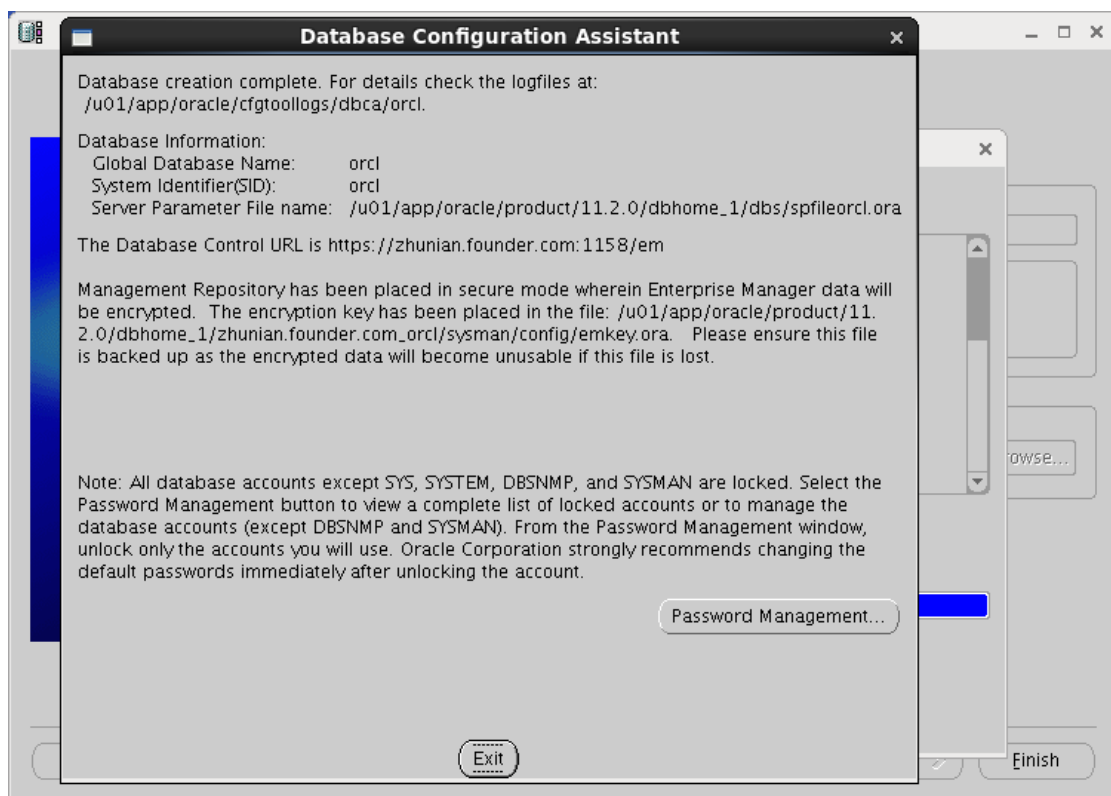 Database Configuration Assistant
Database creation complete. For details check the logfiles at:
/u01/app/oracle/cfgtoollogs/dbca/orcl.
Database Information:
Global Database Name: orcl
System Identifier(SID): orcl
Server Parameter File name: /u01/app/oracle/product/11.2.0/dbhome_1/dbs/spfileorcl.ora
The Database Control URL is https://zhunian.founder.com:1158/em
Management Repository has been placed in secure mode wherein Enterprise Manager data will
be encrypted. The encryption key has been placed in the file: /u01/app/oracle/product/11.
2.0/dbhome_1/zhunian.founder.com_orcl/sysman/config/emkey.ora. Please ensure this file
is backed up as the encrypted data will become unusable if this file is lost.
Note: All database accounts except SYS, SYSTEM, DBSNMP, and SYSMAN are locked. Select the
Password Management button to view a complete list of locked accounts or to manage the
database accounts (except DBSNMP and SYSMAN). From the Password Management window,
unlock only the accounts you will use. Oracle Corporation strongly recommends changing the
default passwords immediately after unlocking the account.
Password Management...
Exit
owse...
Finish